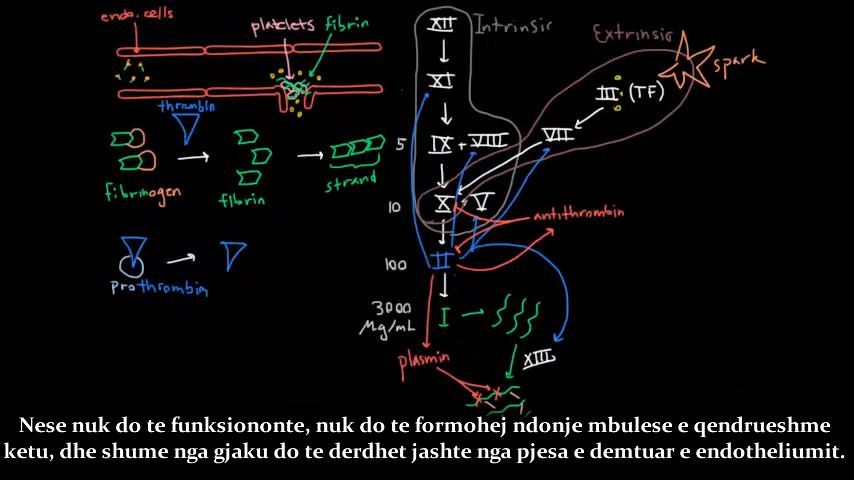 endo. cells
platelets
fibrin
thrombin
fibrinogen
fibrin
strand
prothrombin
XII
Intrinsic
Extrinsic
spark
XI
III (TF)
5
IX + VIII
VII
10
X
V
antithrombin
100
II
3000
Mg/mL
I
plasmin
XIII
Nese nuk do te funksiononte, nuk do te formohej ndonje mbulese e qendrueshme
ketu, dhe shume nga gjaku do te derdhet jashte nga pjesa e demtuar e endotheliumit.